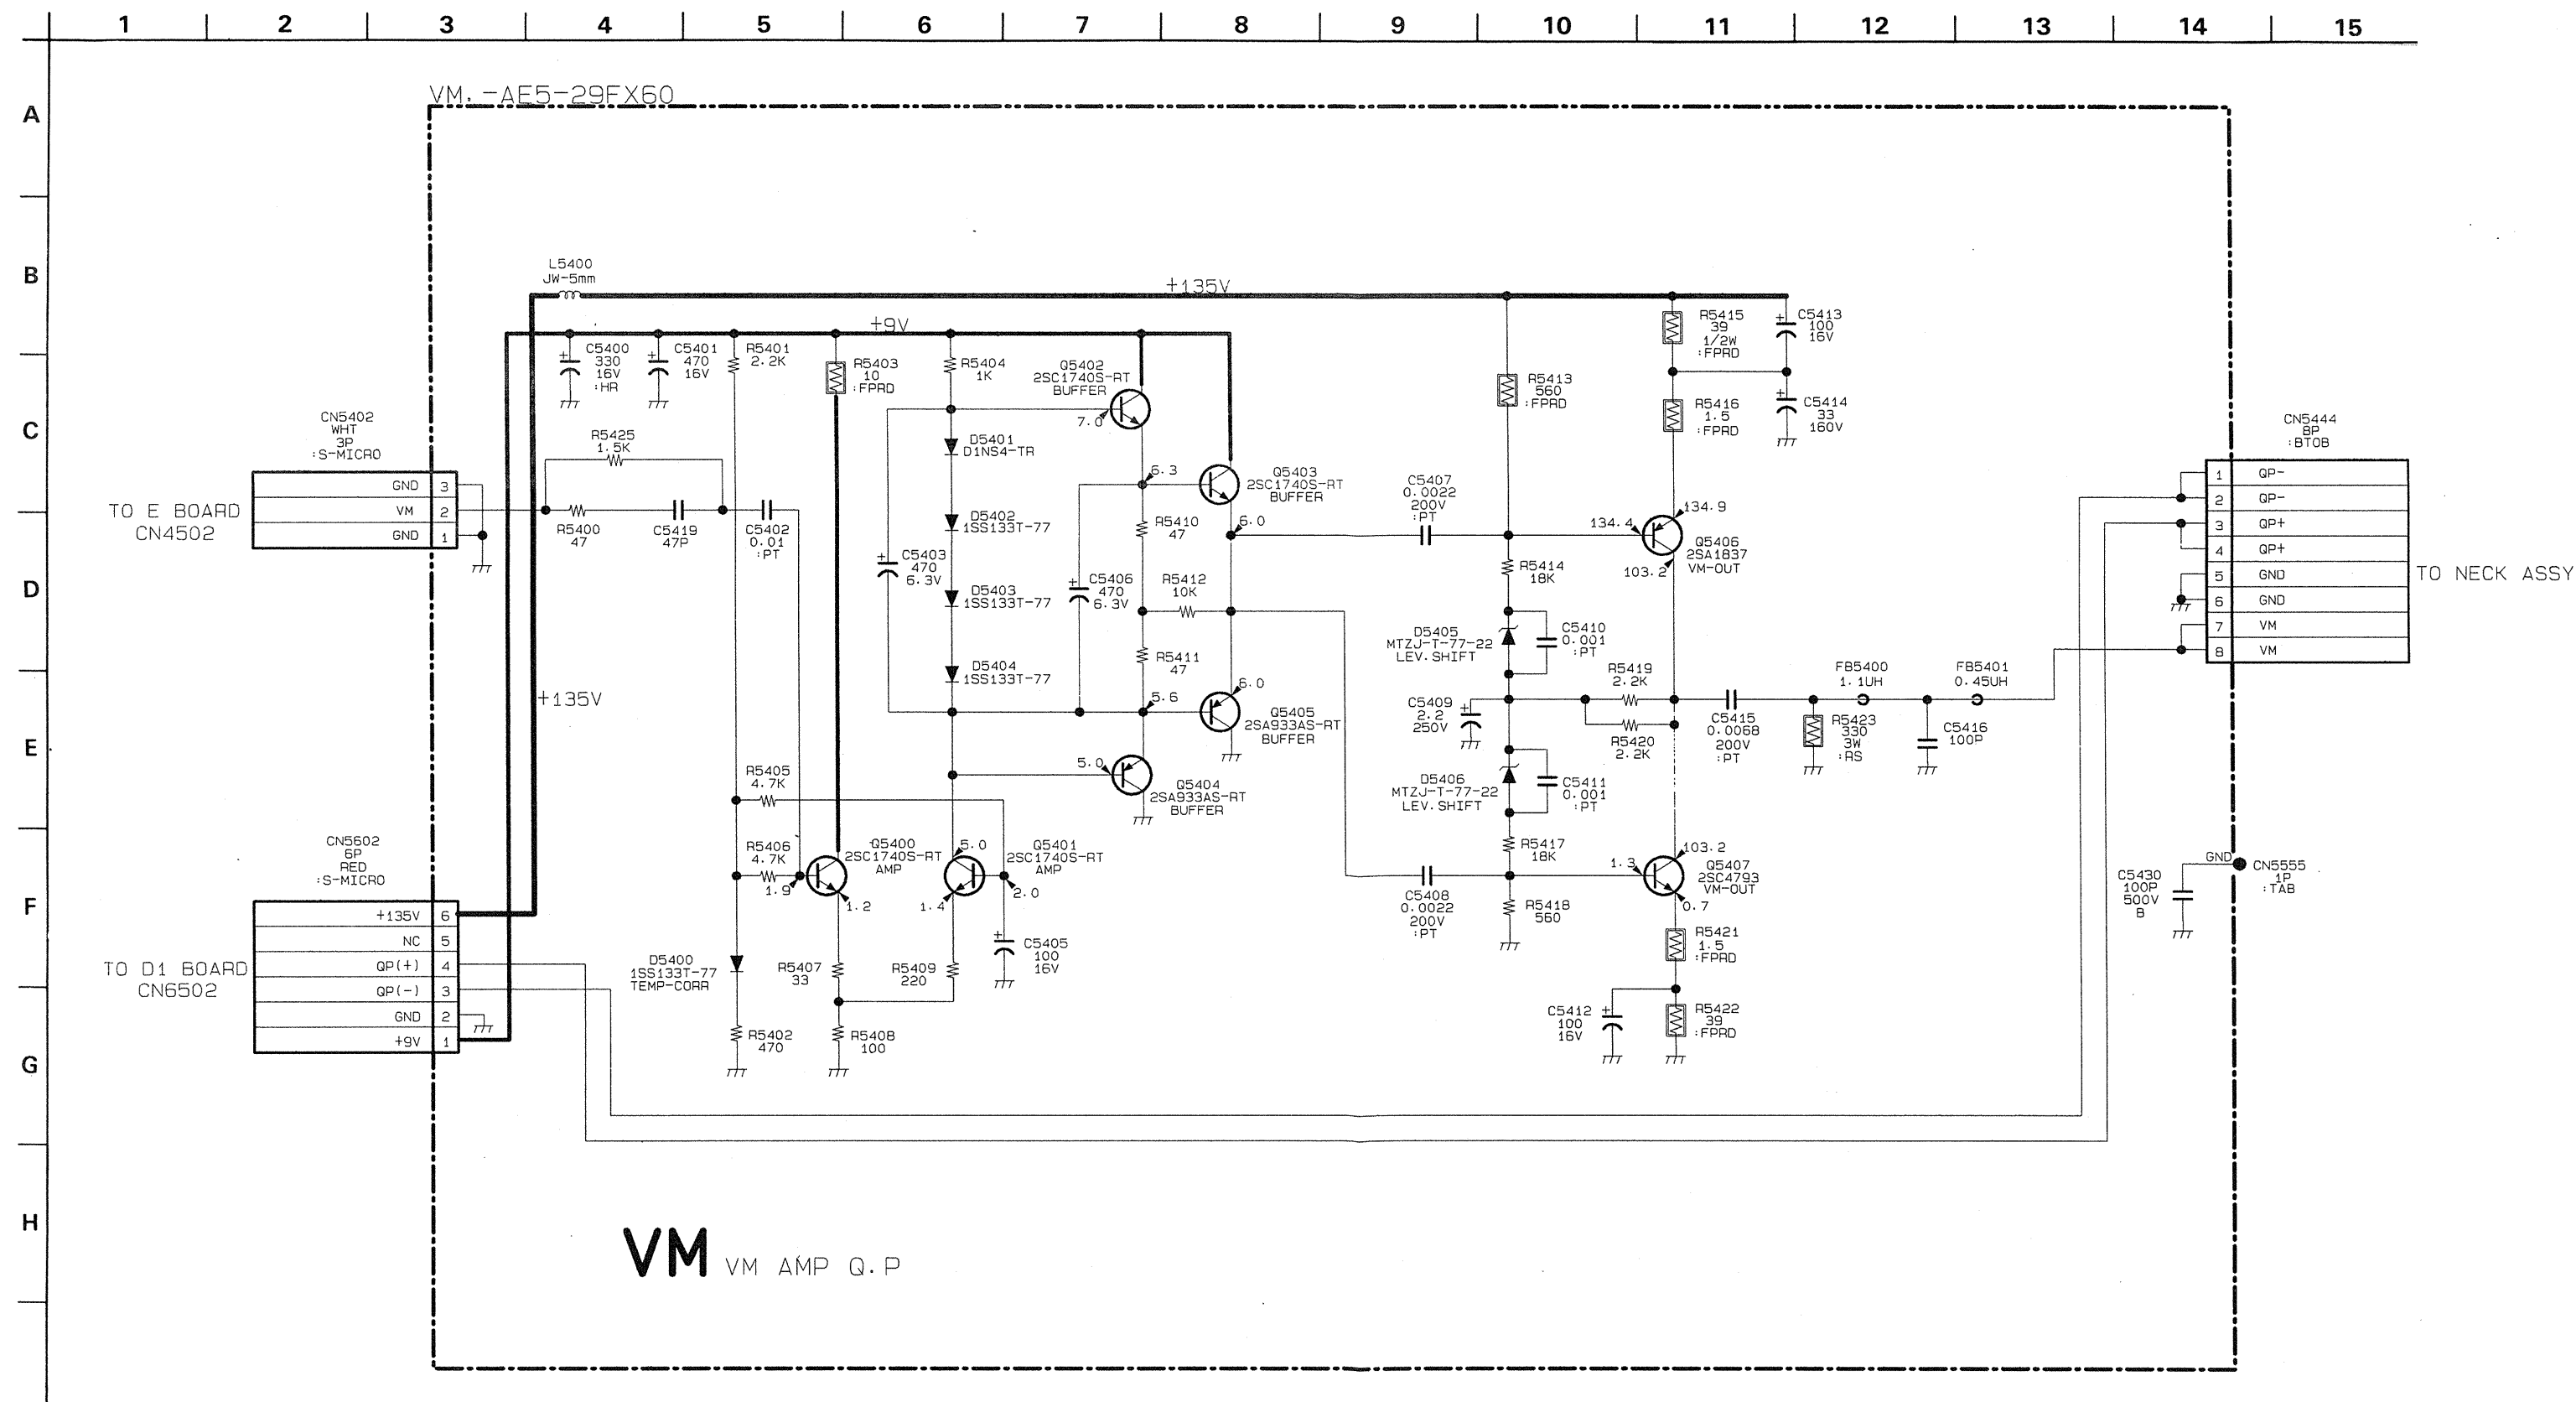 1 2 3 4 5 6 7 8 9 10 11 12 13 14 15
A
B
C
D
E
F
G
H
VM.-AE5-29FX60
L5400
JW-5mm
+135V
+9V
+135V
C5400
330
16V
:HR
C5401
470
16V
R5401
2.2K
R5403
10
:FPRD
R5404
1K
Q5402
2SC1740S-RT
BUFFER
7.0
R5415
39
1/2W
:FPRD
C5413
100
16V
R5413
560
:FPRD
R5416
1.5
:FPRD
C5414
33
160V
CN5402
WHT
3P
:S-MICRO
GND 3
VM 2
GND 1
TO E BOARD
CN4502
R5425
1.5K
R5400
47
C5419
47P
C5402
0.01
:PT
D5401
D1NS4-TR
D5402
1SS133T-77
D5403
1SS133T-77
D5404
1SS133T-77
C5403
470
6.3V
C5406
470
6.3V
6.3
Q5403
2SC1740S-RT
BUFFER
6.0
R5410
47
R5412
10K
R5411
47
5.6
6.0
Q5405
2SA933AS-RT
BUFFER
5.0
Q5404
2SA933AS-RT
BUFFER
C5407
0.0022
200V
:PT
134.4
134.9
Q5406
2SA1837
VM-OUT
103.2
R5414
18K
D5405
MTZJ-T-77-22
LEV.SHIFT
C5410
0.001
:PT
C5409
2.2
250V
R5419
2.2K
R5420
2.2K
D5406
MTZJ-T-77-22
LEV.SHIFT
C5411
0.001
:PT
C5415
0.0068
200V
:PT
R5423
330
3W
:RS
FB5400
1.1UH
FB5401
0.45UH
C5416
100P
CN5444
8P
:BTOB
1 QP-
2 QP-
3 QP+
4 QP+
5 GND
6 GND
7 VM
8 VM
TO NECK ASSY
R5405
4.7K
R5406
4.7K
1.9
Q5400
2SC1740S-RT
AMP
1.2
5.0
Q5401
2SC1740S-RT
AMP
1.4
2.0
C5405
100
16V
D5400
1SS133T-77
TEMP-CORR
R5407
33
R5409
220
R5402
470
R5408
100
R5417
18K
C5408
0.0022
200V
:PT
R5418
560
1.3
103.2
Q5407
2SC4793
VM-OUT
0.7
R5421
1.5
:FPRD
C5412
100
16V
R5422
39
:FPRD
GND
CN5555
1P
:TAB
C5430
100P
500V
B
CN5602
6P
RED
:S-MICRO
+135V 6
NC 5
QP(+) 4
QP(-) 3
GND 2
+9V 1
TO D1 BOARD
CN6502
VM VM AMP Q.P